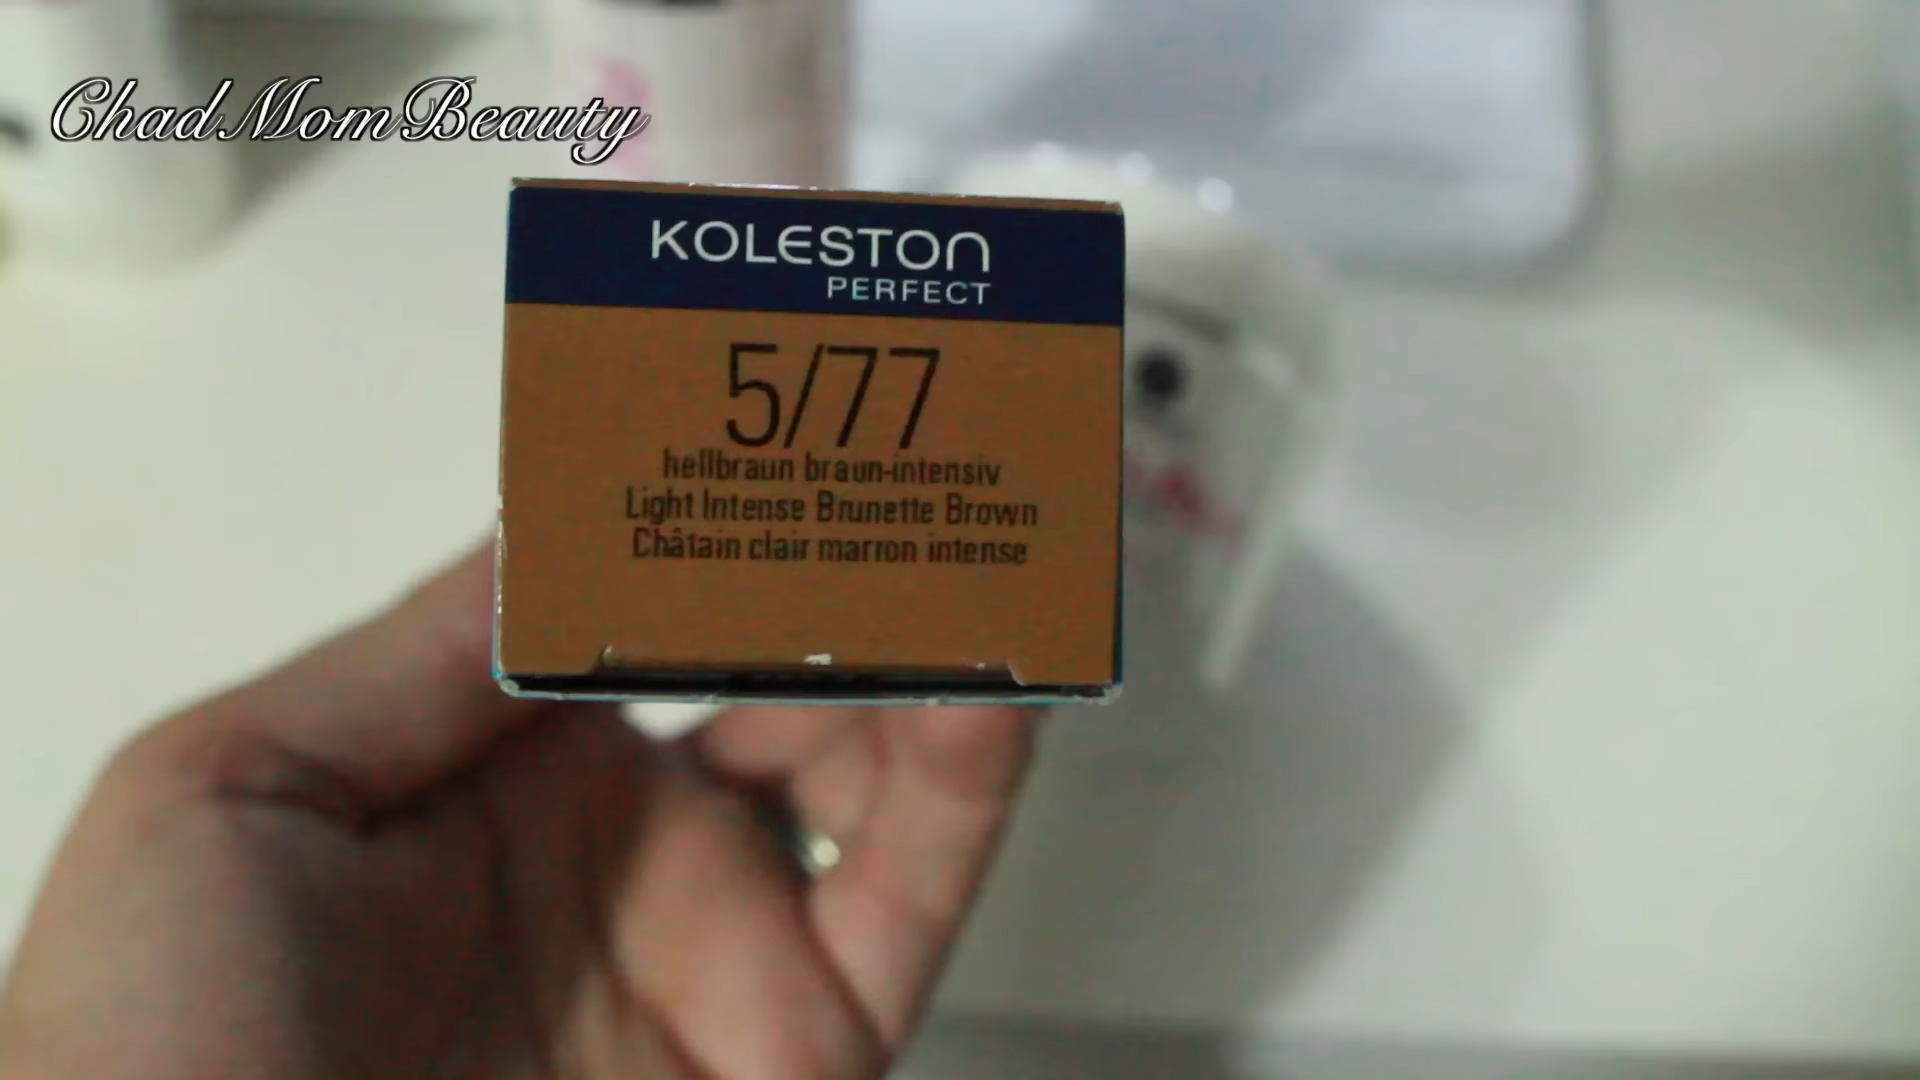 ChadMomBeauty
KOLESTON
PERFECT
5/77
hellbraun braun-intensiv
Light Intense Brunette Brown
Châtain clair marron intense